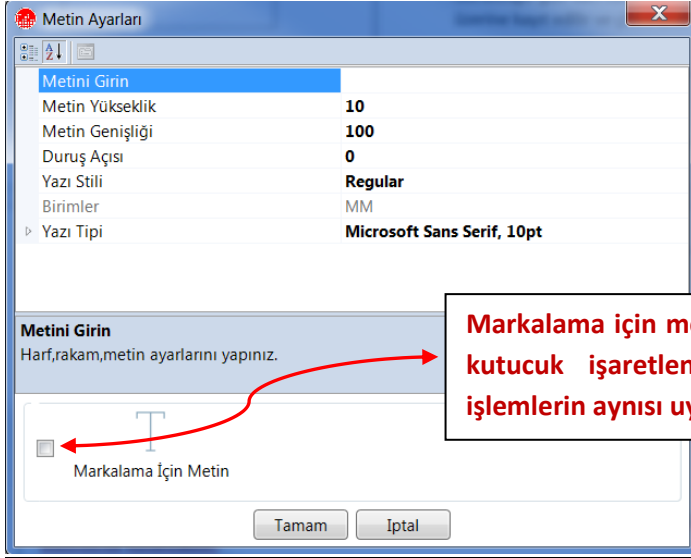 Metin Ayarları
Metini Girin
Metin Yükseklik 10
Metin Genişliği 100
Duruş Açısı 0
Yazı Stili Regular
Birimler MM
Yazı Tipi Microsoft Sans Serif, 10pt
Metini Girin
Harf,rakam,metin ayarlarını yapınız.
Markalama için
kutucuk
işlemlerin aynısı
Markalama İçin Metin
Tamam Iptal